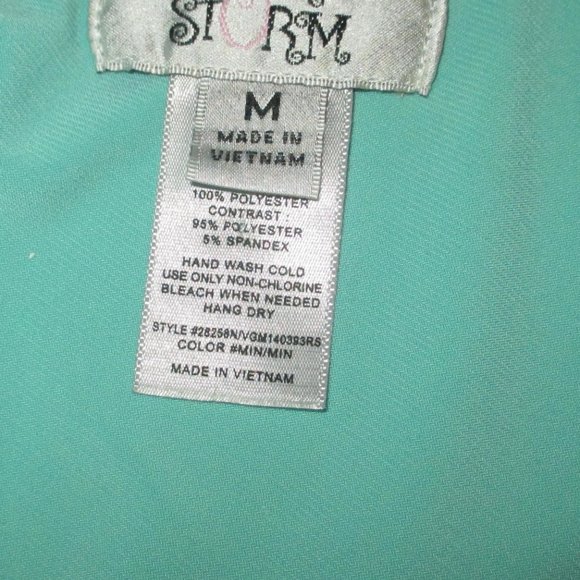 STORM
M
MADE IN
VIETNAM
100% POLYESTER
CONTRAST :
95% POLYESTER
5% SPANDEX
HAND WASH COLD
USE ONLY NON-CHLORINE
BLEACH WHEN NEEDED
HANG DRY
STYLE #28256N/VGM140393RS
COLOR #MIN/MIN
MADE IN VIETNAM